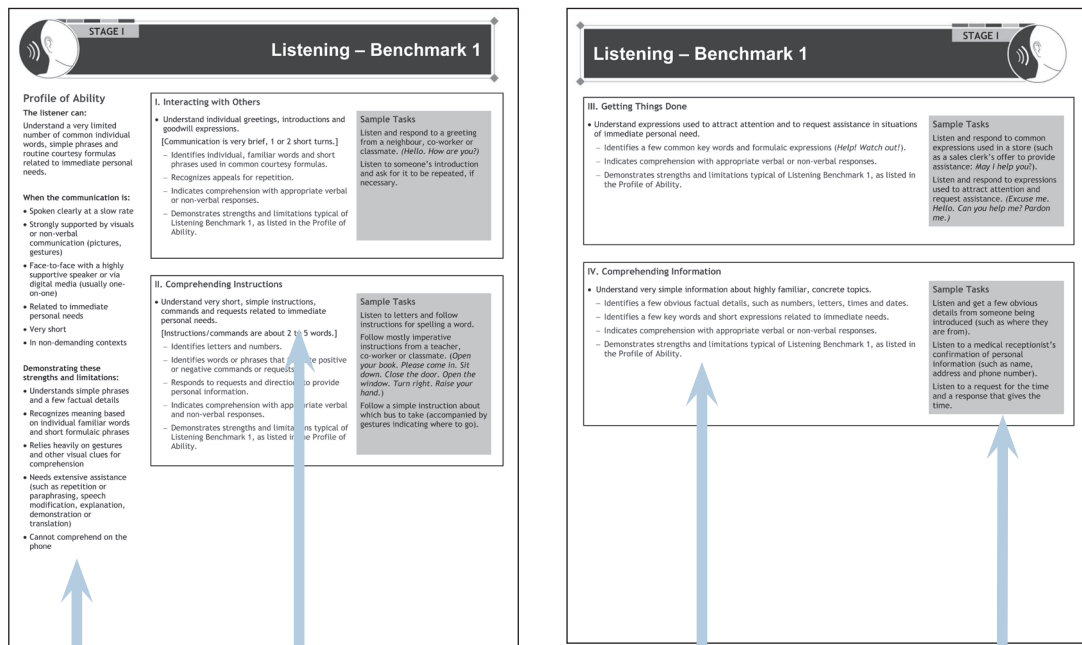 STAGE I
Listening – Benchmark 1
Profile of Ability
The listener can:
Understand a very limited
number of common individual
words, simple phrases and
routine courtesy formulas
related to immediate personal
needs.
When the communication is:
• Spoken clearly at a slow rate
• Strongly supported by visuals
or non-verbal
communication (pictures,
gestures)
• Face-to-face with a highly
supportive speaker or via
digital media (usually one-
on-one)
• Related to immediate
personal needs
• Very short
• In non-demanding contexts
Demonstrating these
strengths and limitations:
• Understands simple phrases
and a few factual details
• Recognizes meaning based
on individual familiar words
and short formulaic phrases
• Relies heavily on gestures
and other visual clues for
comprehension
• Needs extensive assistance
(such as repetition or
paraphrasing, speech
modification, explanation,
demonstration or
translation)
• Cannot comprehend on the
phone
I. Interacting with Others
• Understand individual greetings, introductions and
goodwill expressions.
[Communication is very brief, 1 or 2 short turns.]
– Identifies individual, familiar words and short
phrases used in common courtesy formulas.
– Recognizes appeals for repetition.
– Indicates comprehension with appropriate verbal
or non-verbal responses.
– Demonstrates strengths and limitations typical of
Listening Benchmark 1, as listed in the Profile of
Ability.
Sample Tasks
Listen and respond to a greeting
from a neighbour, co-worker or
classmate. (Hello. How are you?)
Listen to someone's introduction
and ask for it to be repeated, if
necessary.
II. Comprehending Instructions
• Understand very short, simple instructions,
commands and requests related to immediate
personal needs.
[Instructions/commands are about 2 to 5 words.]
– Identifies letters and numbers.
– Identifies words or phrases that positive
or negative commands or requests
– Responds to requests and direction to provide
personal information.
– Indicates comprehension with verbal
and non-verbal responses.
– Demonstrates strengths and typical of
Listening Benchmark 1, as listed Profile of
Ability.
Sample Tasks
Listen to letters and follow
instructions for spelling a word.
Follow mostly imperative
instructions from a teacher,
co-worker or classmate. (Open
your book. Please come in. Sit
down. Close the door. Open the
window. Turn right. Raise your
hand.)
Follow a simple instruction about
which bus to take (accompanied by
gestures indicating where to go).
STAGE I
Listening – Benchmark 1
III. Getting Things Done
• Understand expressions used to attract attention and to request assistance in situations
of immediate personal need.
– Identifies a few common key words and formulaic expressions (Help! Watch out!).
– Indicates comprehension with appropriate verbal or non-verbal responses.
– Demonstrates strengths and limitations typical of Listening Benchmark 1, as listed in
the Profile of Ability.
Sample Tasks
Listen and respond to common
expressions used in a store (such
as a sales clerk's offer to provide
assistance: May I help you?).
Listen and respond to expressions
used to attract attention and
request assistance. (Excuse me.
Hello. Can you help me? Pardon
me.)
IV. Comprehending Information
• Understand very simple information about highly familiar, concrete topics.
– Identifies a few obvious factual details, such as numbers, letters, times and dates.
– Identifies a few key words and short expressions related to immediate needs.
– Indicates comprehension with appropriate verbal or non-verbal responses.
– Demonstrates strengths and limitations typical of Listening Benchmark 1, as listed in
the Profile of Ability.
Sample Tasks
Listen and get a few obvious
details from someone being
introduced (such as where they
are from).
Listen to a medical receptionist's
confirmation of personal
information (such as name,
address and phone number).
Listen to a request for the time
and a response that gives the
time.